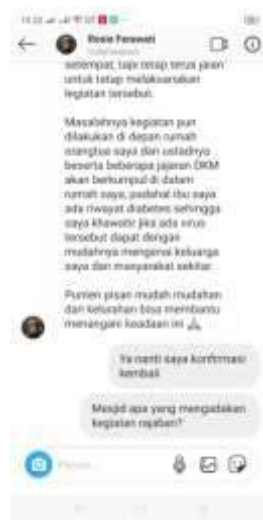 Rosie Ferawati
setempat, tapi tetap terus jalan
untuk tetap melaksanakan
kegiatan tersebut.
Masalahnya kegiatan pun
dilakukan di depan rumah
orangtua saya dan ustadnya
beserta beberapa jajaran DKM
akan berkumpul di dalam
rumah saya, padahal ibu saya
ada riwayat diabetes sehingga
saya khawatir jika ada virus
tersebut dapat dengan
mudahnya mengenai keluarga
saya dan masyarakat sekitar.
Punten pisan mudah mudahan
dari kelurahan bisa membantu
menangani keadaan ini 🙏
Ya nanti saya konfirmasi
kembali
Mesjid apa yang mengadakan
kegiatan rajaban?